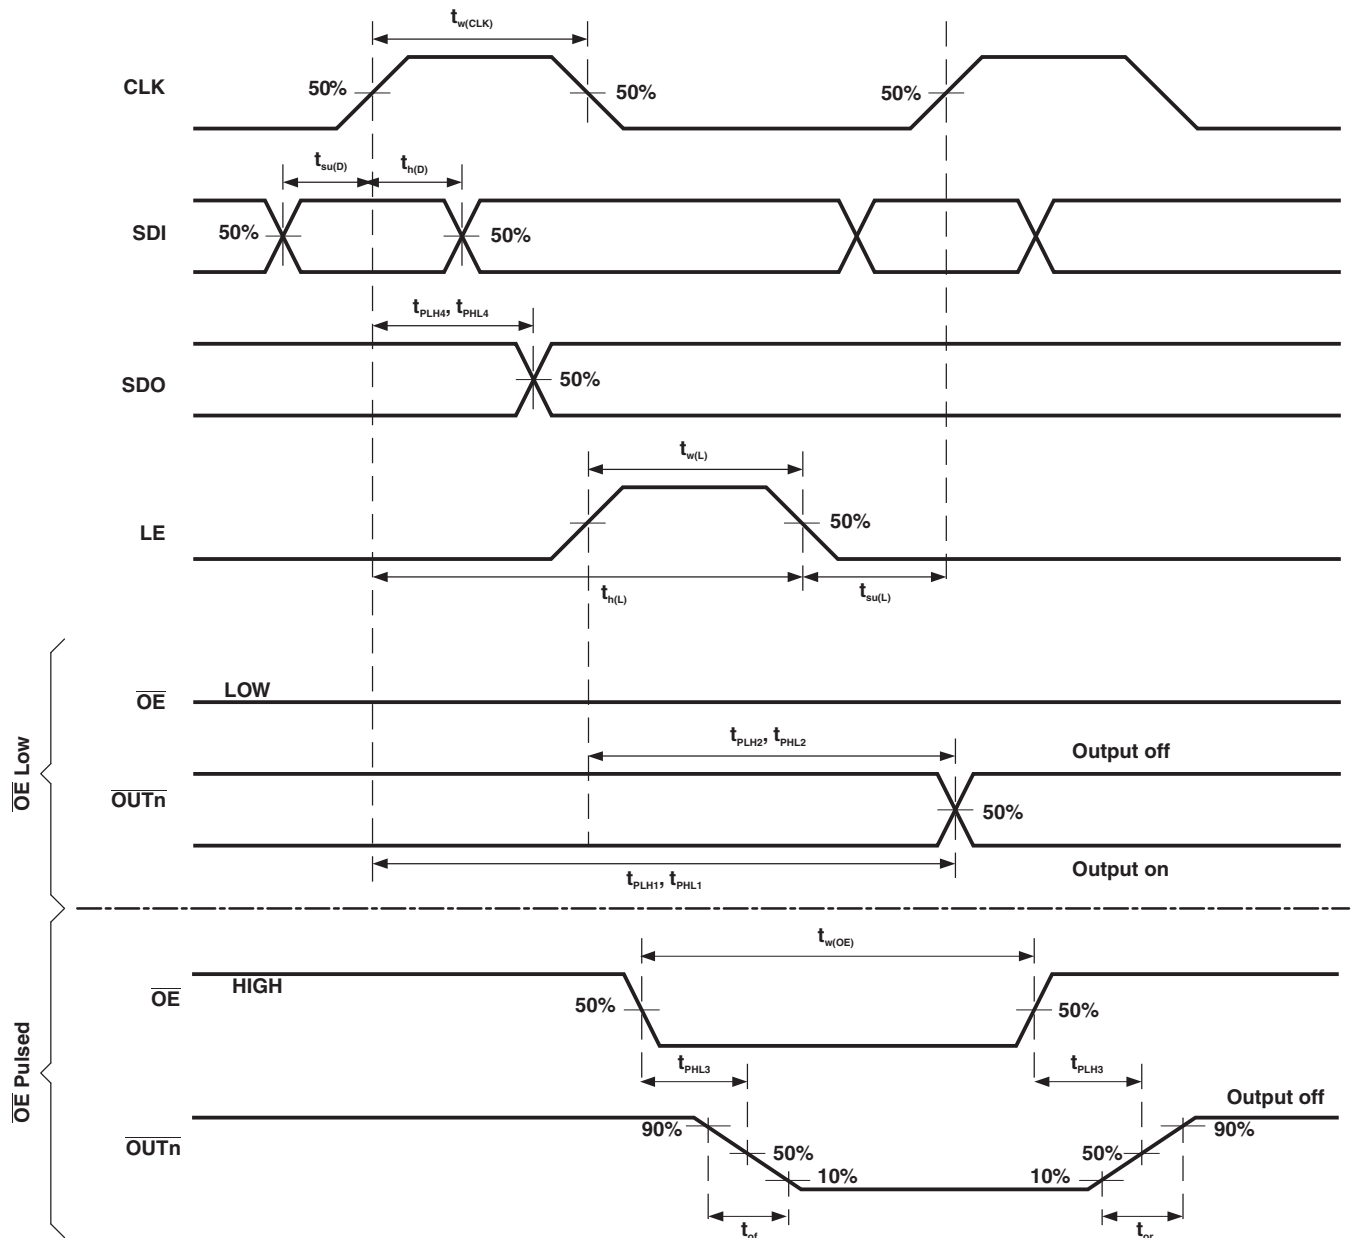 tw(CLK)
CLK
50%
50%
50%
tsu(D)
th(D)
SDI
50%
50%
tPLH4, tPHL4
SDO
50%
tw(L)
LE
50%
th(L)
tsu(L)
OE Low
OE
LOW
tPLH2, tPHL2
Output off
OUTn
50%
tPLH1, tPHL1
Output on
OE Pulsed
tw(OE)
OE
HIGH
50%
50%
tPHL3
tPLH3
Output off
OUTn
90%
50%
10%
10%
50%
90%
tof
tor